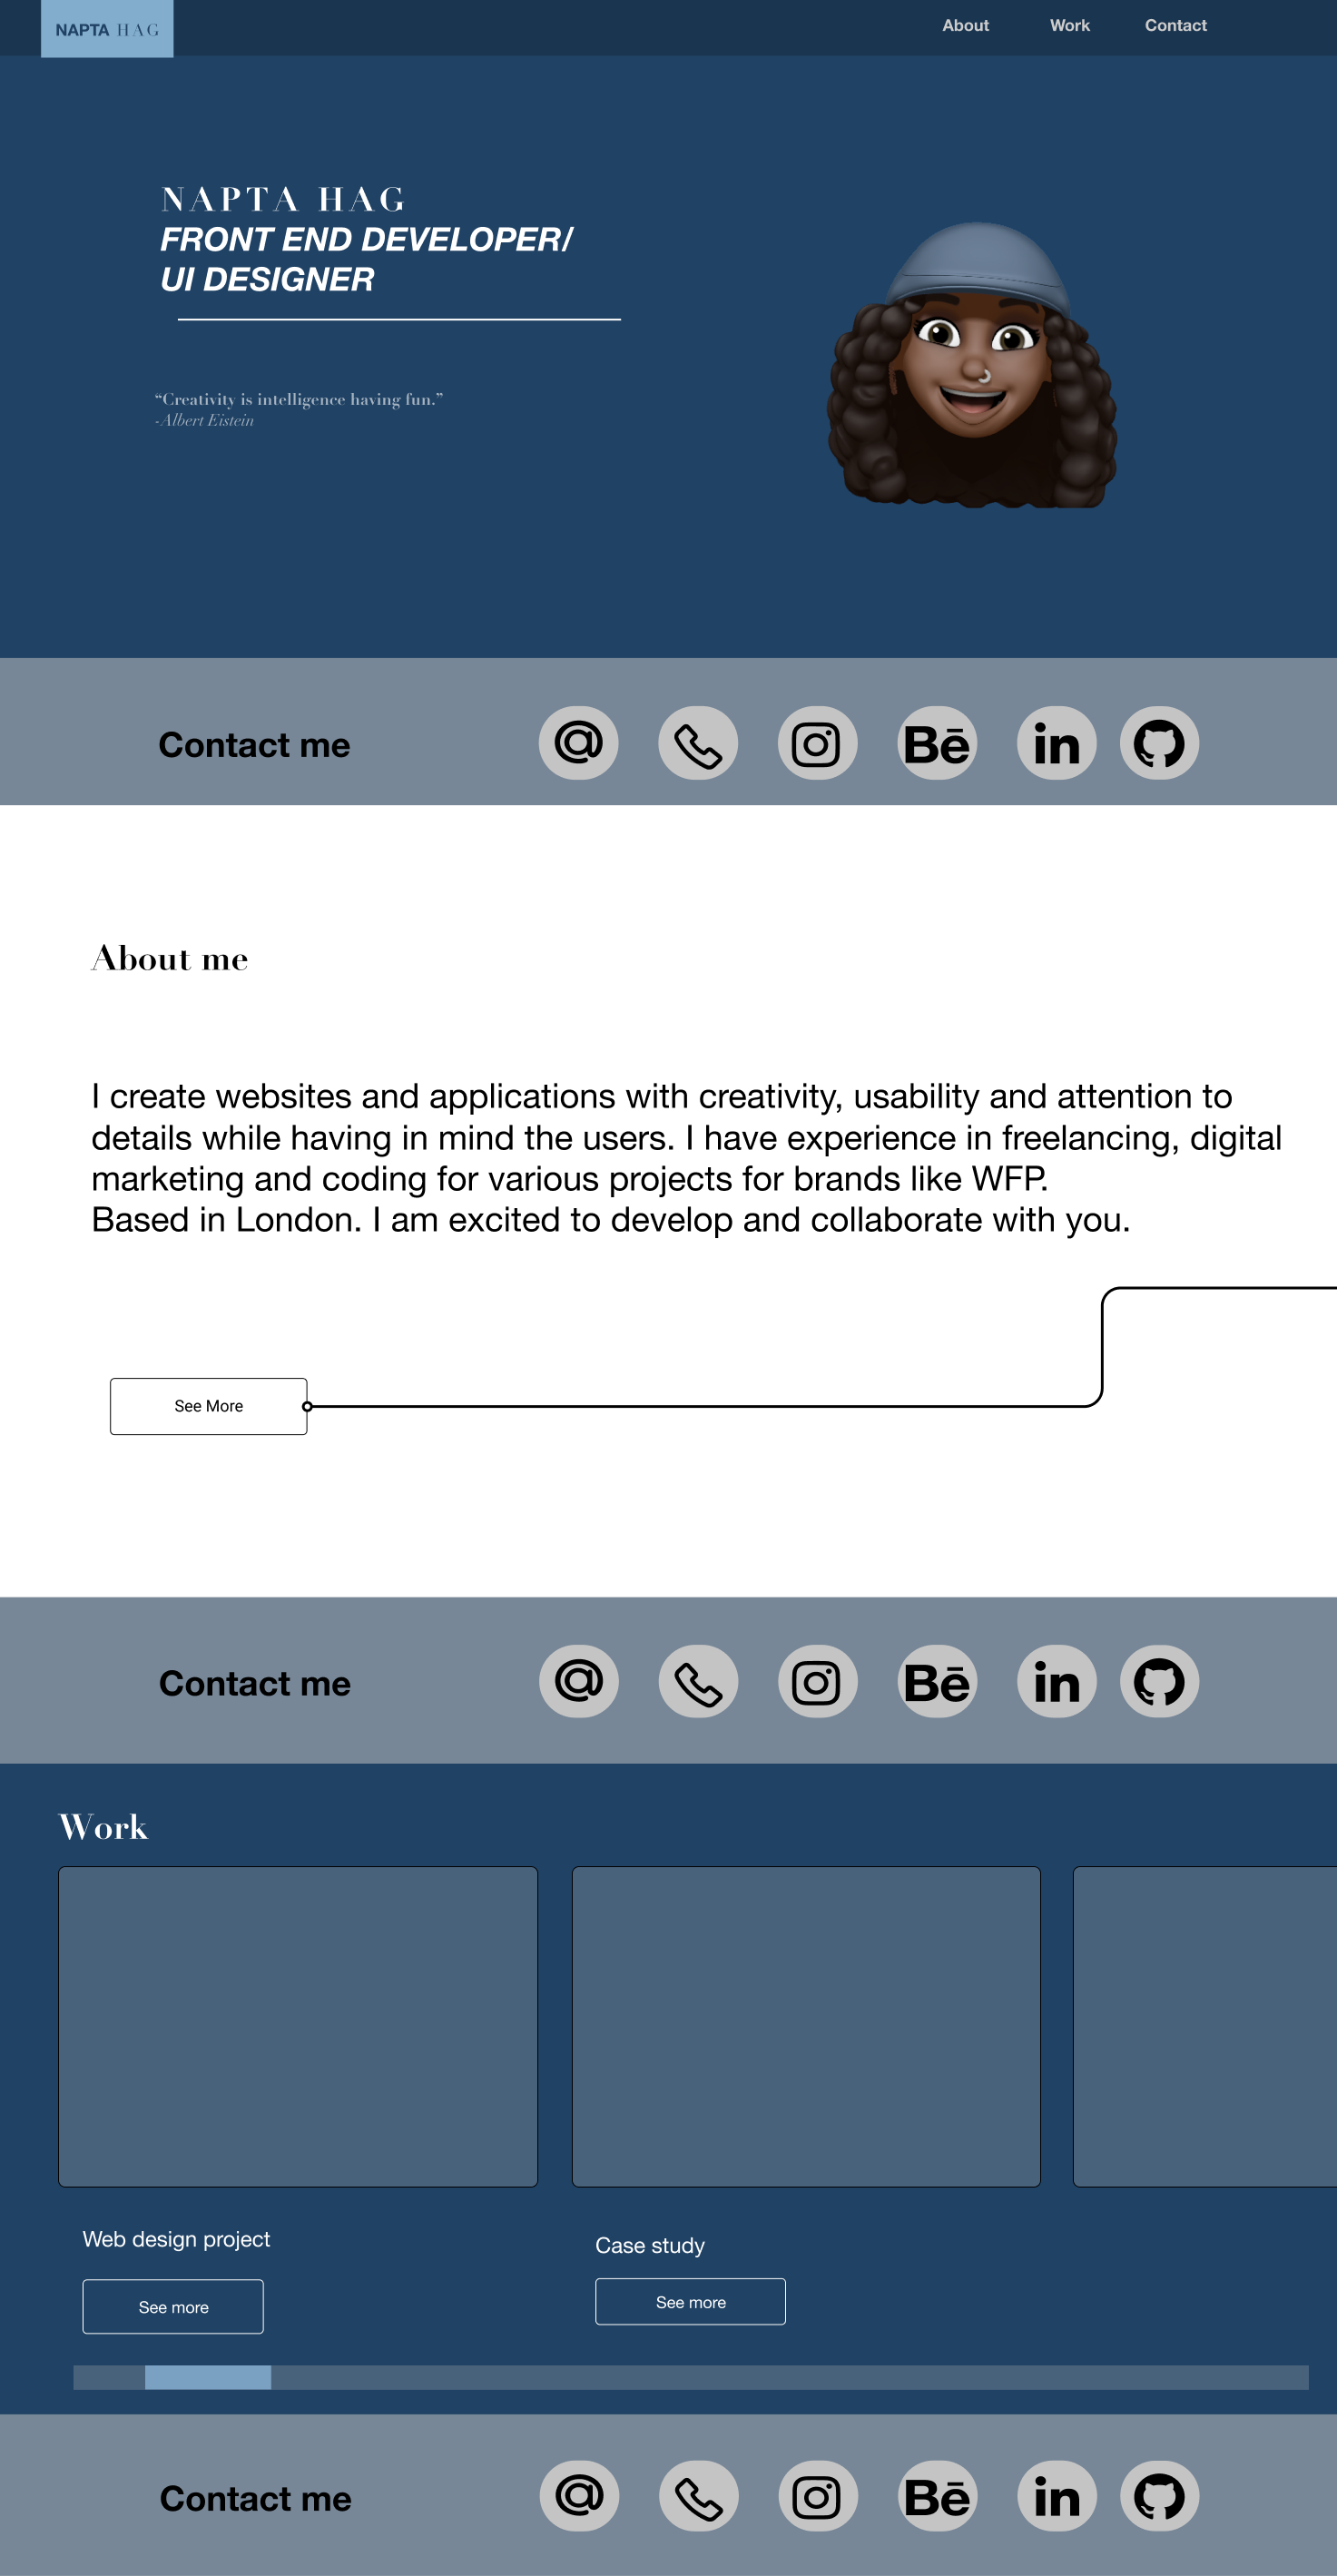 NAPTA HAG
About Work Contact
NAPTA HAG
FRONT END DEVELOPER/
UI DESIGNER
“Creativity is intelligence having fun.”
-Albert Eistein
Contact me
Bē in
About me
I create websites and applications with creativity, usability and attention to
details while having in mind the users. I have experience in freelancing, digital
marketing and coding for various projects for brands like WFP.
Based in London. I am excited to develop and collaborate with you.
See More
Contact me
Bē in
Work
Web design project
Case study
See more
See more
Contact me
Bē in